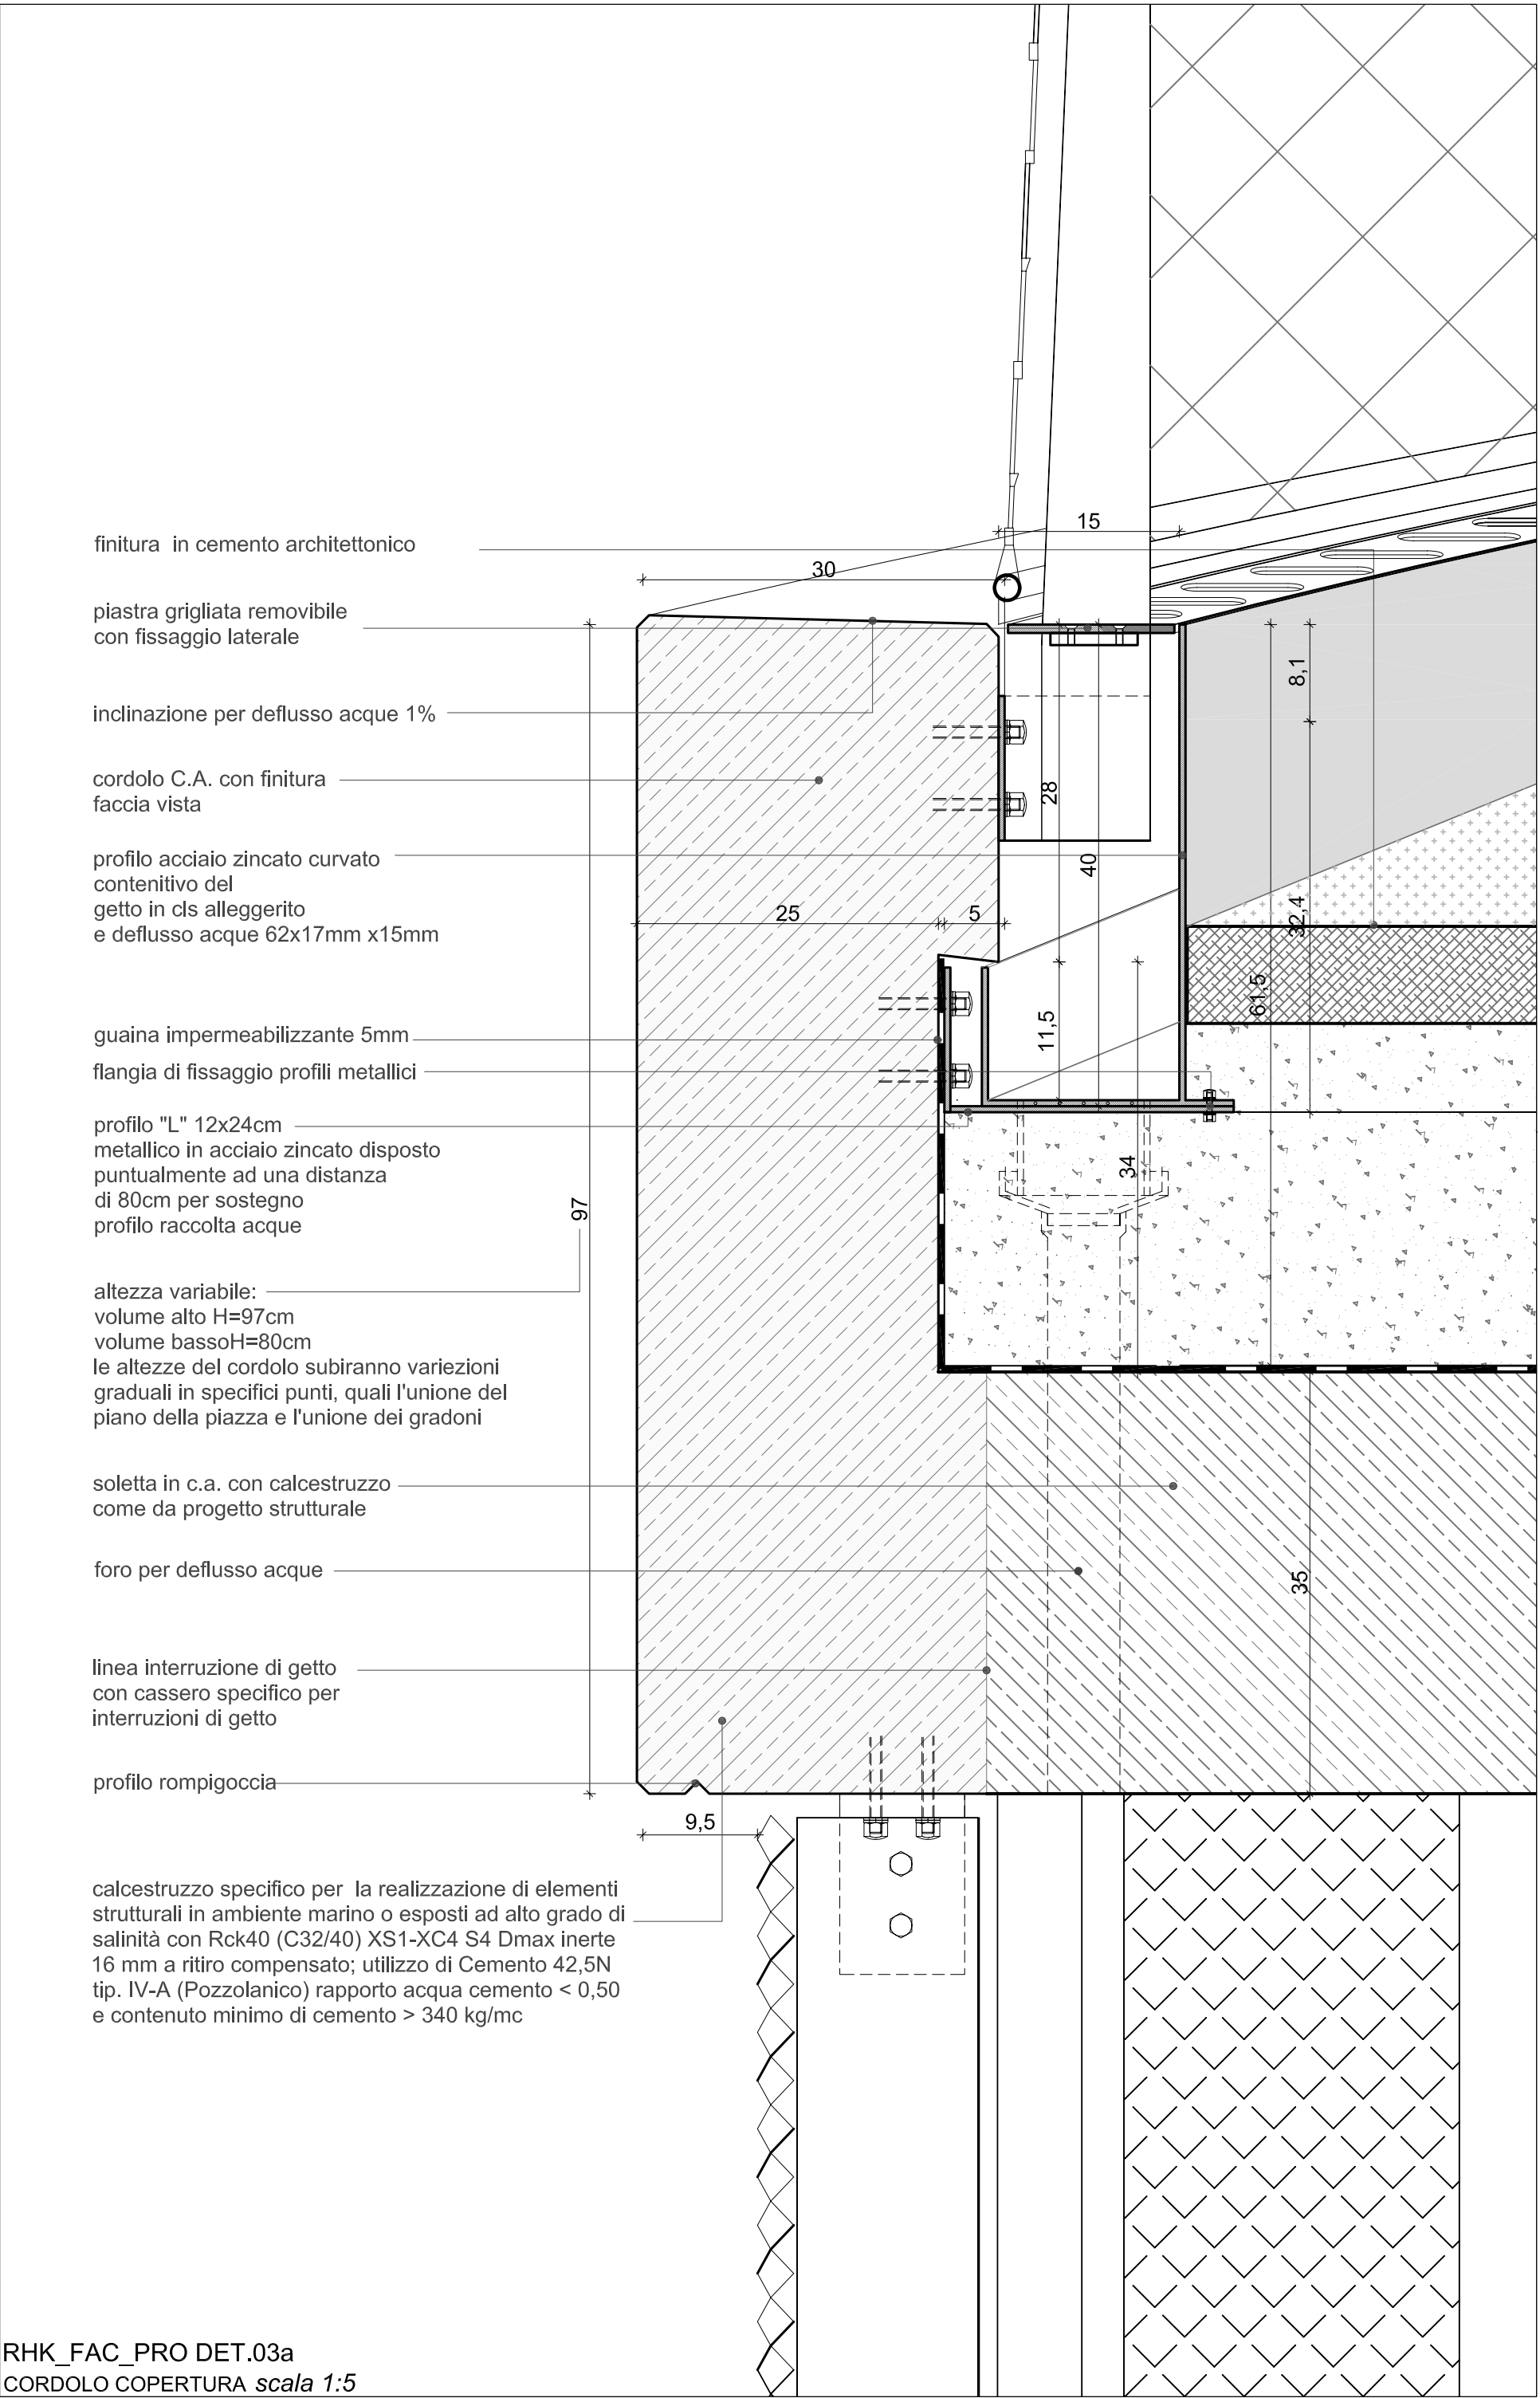 15
finitura in cemento architettonico
30
piastra grigliata removibile
con fissaggio laterale
8,1
inclinazione per deflusso acque 1%
cordolo C.A. con finitura
faccia vista
28
profilo acciaio zincato curvato
contenitivo del
getto in cls alleggerito
e deflusso acque 62x17mm x15mm
40
25
5
32,4
61,5
guaina impermeabilizzante 5mm
11,5
flangia di fissaggio profili metallici
profilo "L" 12x24cm
metallico in acciaio zincato disposto
puntualmente ad una distanza
di 80cm per sostegno
profilo raccolta acque
34
97
altezza variabile:
volume alto H=97cm
volume bassoH=80cm
le altezze del cordolo subiranno variezioni
graduali in specifici punti, quali l'unione del
piano della piazza e l'unione dei gradoni
soletta in c.a. con calcestruzzo
come da progetto strutturale
foro per deflusso acque
35
linea interruzione di getto
con cassero specifico per
interruzioni di getto
profilo rompigoccia
9,5
calcestruzzo specifico per la realizzazione di elementi
strutturali in ambiente marino o esposti ad alto grado di
salinità con Rck40 (C32/40) XS1-XC4 S4 Dmax inerte
16 mm a ritiro compensato; utilizzo di Cemento 42,5N
tip. IV-A (Pozzolanico) rapporto acqua cemento < 0,50
e contenuto minimo di cemento > 340 kg/mc
RHK_FAC_PRO DET.03a
CORDOLO COPERTURA scala 1:5